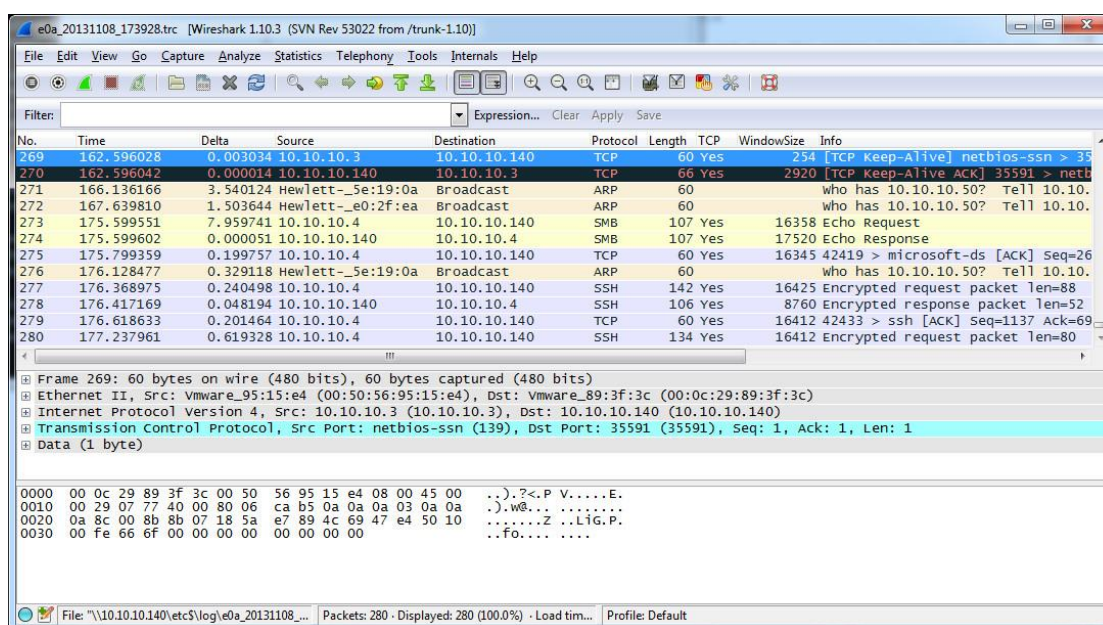 e0a_20131108_173928.trc [Wireshark 1.10.3 (SVN Rev 53022 from /trunk-1.10)]
File Edit View Go Capture Analyze Statistics Telephony Tools Internals Help
Filter: Expression... Clear Apply Save
No. Time Delta Source Destination Protocol Length TCP WindowSize Info
269 162.596028 0.003034 10.10.10.3 10.10.10.140 TCP 60 Yes 254 [TCP Keep-Alive] netbios-ssn > 35
270 162.596042 0.000014 10.10.10.140 10.10.10.3 TCP 66 Yes 2920 [TCP Keep-Alive ACK] 35591 > netb
271 166.136166 3.540124 Hewlett-_5e:19:0a Broadcast ARP 60 Who has 10.10.10.50? Tell 10.10.
272 167.639810 1.503644 Hewlett-_e0:2f:ea Broadcast ARP 60 Who has 10.10.10.50? Tell 10.10.
273 175.599551 7.959741 10.10.10.4 10.10.10.140 SMB 107 Yes 16358 Echo Request
274 175.599602 0.000051 10.10.10.140 10.10.10.4 SMB 107 Yes 17520 Echo Response
275 175.799359 0.199757 10.10.10.4 10.10.10.140 TCP 60 Yes 16345 42419 > microsoft-ds [ACK] Seq=26
276 176.128477 0.329118 Hewlett-_5e:19:0a Broadcast ARP 60 Who has 10.10.10.50? Tell 10.10.
277 176.368975 0.240498 10.10.10.4 10.10.10.140 SSH 142 Yes 16425 Encrypted request packet len=88
278 176.417169 0.048194 10.10.10.140 10.10.10.4 SSH 106 Yes 8760 Encrypted response packet len=52
279 176.618633 0.201464 10.10.10.4 10.10.10.140 TCP 60 Yes 16412 42433 > ssh [ACK] Seq=1137 Ack=69
280 177.237961 0.619328 10.10.10.4 10.10.10.140 SSH 134 Yes 16412 Encrypted request packet len=80
Frame 269: 60 bytes on wire (480 bits), 60 bytes captured (480 bits)
Ethernet II, Src: Vmware_95:15:e4 (00:50:56:95:15:e4), Dst: Vmware_89:3f:3c (00:0c:29:89:3f:3c)
Internet Protocol Version 4, Src: 10.10.10.3 (10.10.10.3), Dst: 10.10.10.140 (10.10.10.140)
Transmission Control Protocol, Src Port: netbios-ssn (139), Dst Port: 35591 (35591), Seq: 1, Ack: 1, Len: 1
Data (1 byte)
0000 00 0c 29 89 3f 3c 00 50 56 95 15 e4 08 00 45 00 ..).?<.P V.....E.
0010 00 29 07 77 40 00 80 06 ca b5 0a 0a 0a 03 0a 0a .).w@... ........
0020 0a 8c 00 8b 8b 07 18 5a e7 89 4c 69 47 e4 50 10 .......Z ..LiG.P.
0030 00 fe 66 6f 00 00 00 00 00 00 00 00 ..fo.... ....
File: "\\10.10.10.140\etc$\log\e0a_20131108_... Packets: 280 · Displayed: 280 (100.0%) · Load tim... Profile: Default